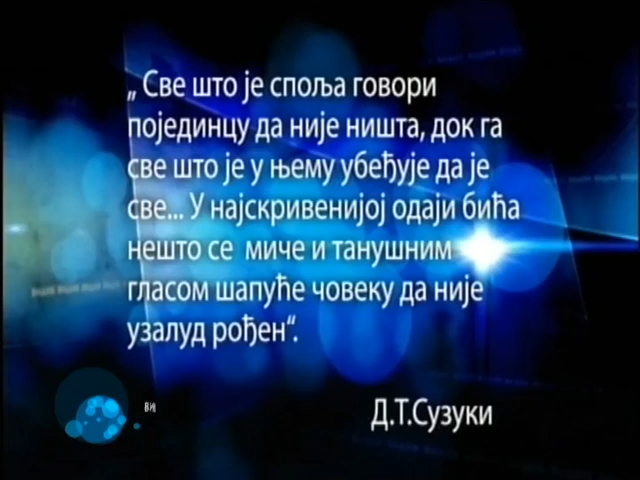 „ Све што је споља говори
појединцу да није ништа, док га
све што је у њему убеђује да је
све... У најскривенијој одаји бића
нешто се миче и танушним
гласом шапуће човеку да није
узалуд рођен“.
Д.Т.Сузуки